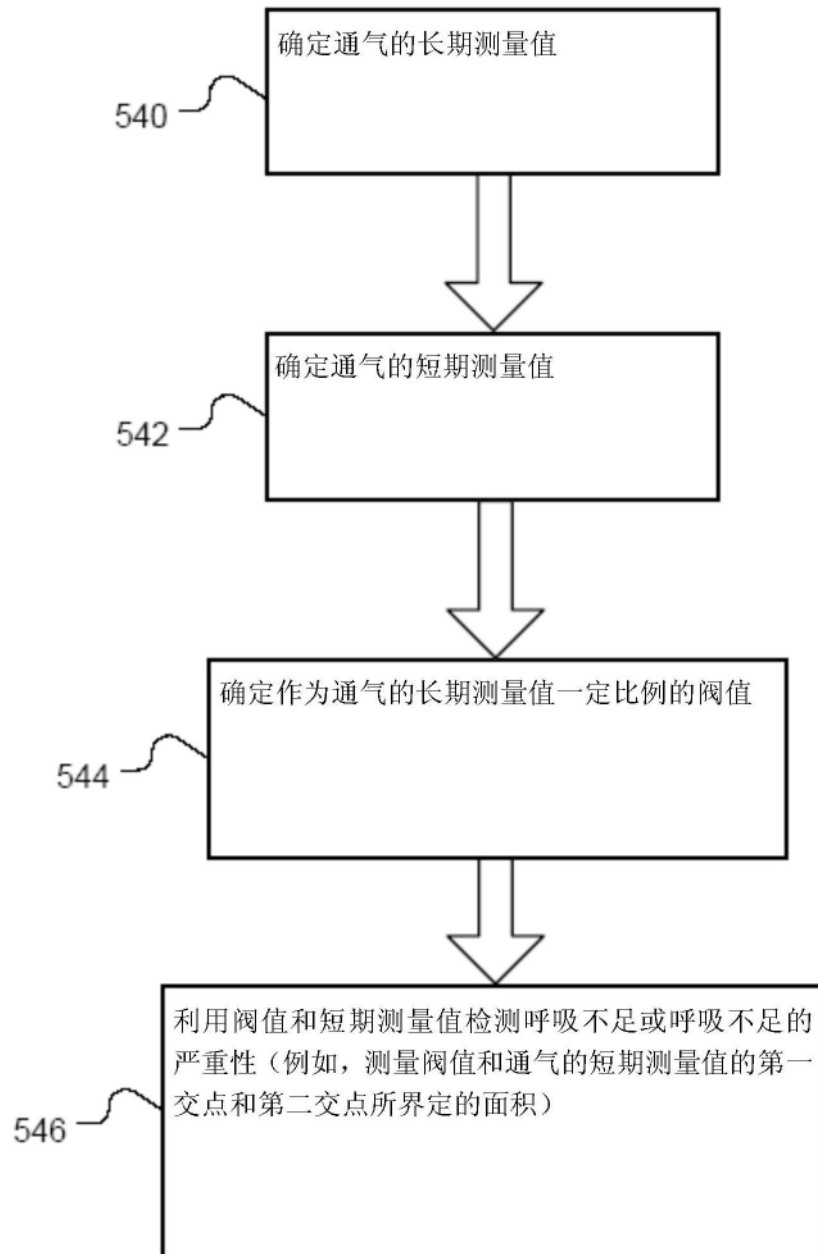 确定通气的长期测量值
540
确定通气的短期测量值
542
确定作为通气的长期测量值一定比例的阀值
544
利用阀值和短期测量值检测呼吸不足或呼吸不足的
严重性（例如，测量阀值和通气的短期测量值的第一
交点和第二交点所界定的面积）
546